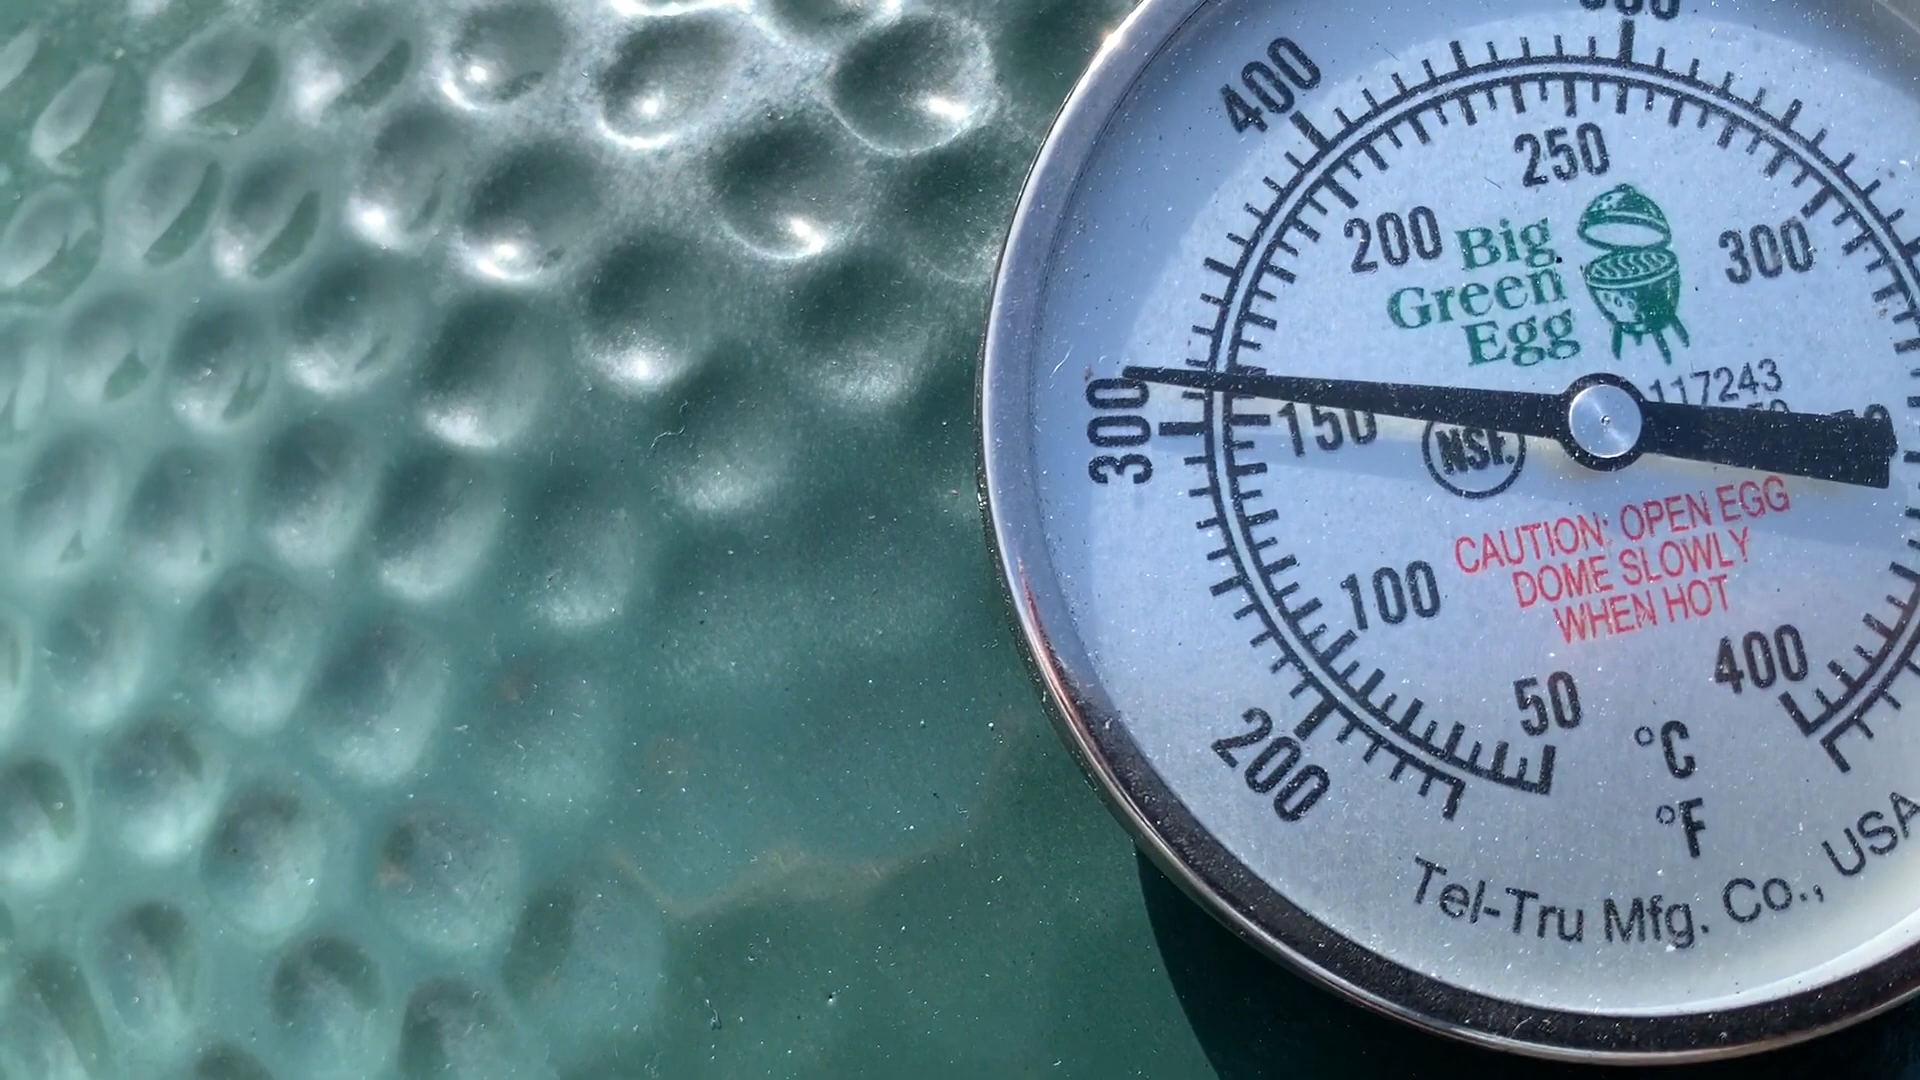 400
500
250
200
300
Big
Green
Egg
117243
300
150
NSF.
CAUTION: OPEN EGG
DOME SLOWLY
WHEN HOT
100
400
50
200
°C
°F
Tel-Tru Mfg. Co., USA